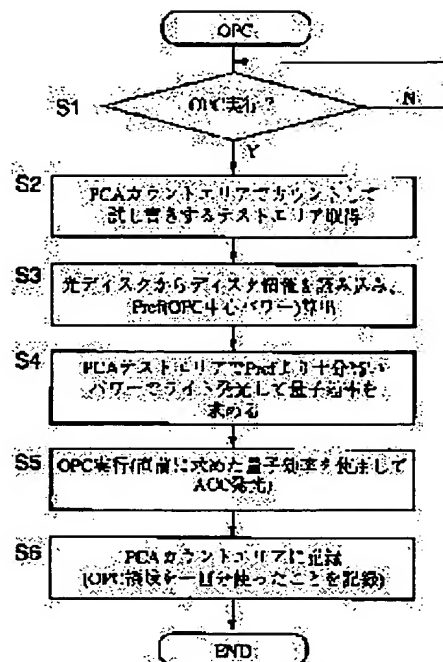 OPC
S1
OPC実行?
N
Y
S2
PCAカウントエリアでカウントして
試し書きするテストエリア取得
S3
光ディスクからディスク情報を読み込み、
Pref(OPC中心パワー)算出
S4
PCAテストエリアでPrefより十分弱い
パワーでライト発光して量子効率を
求める
S5
OPC実行(直前に求めた量子効率を使用して
ACC発光)
S6
PCAカウントエリアに記録
(OPC領域を一回分使ったことを記録)
END